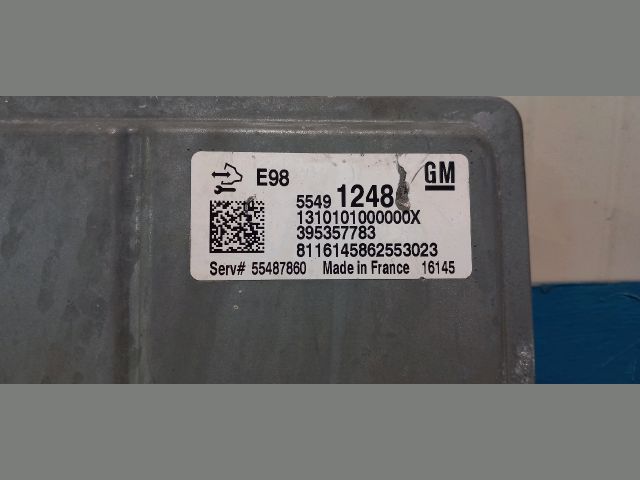 E98 GM
5549 1248
1310101000000X
395357783
8116145862553023
Serv# 55487860 Made in France 16145